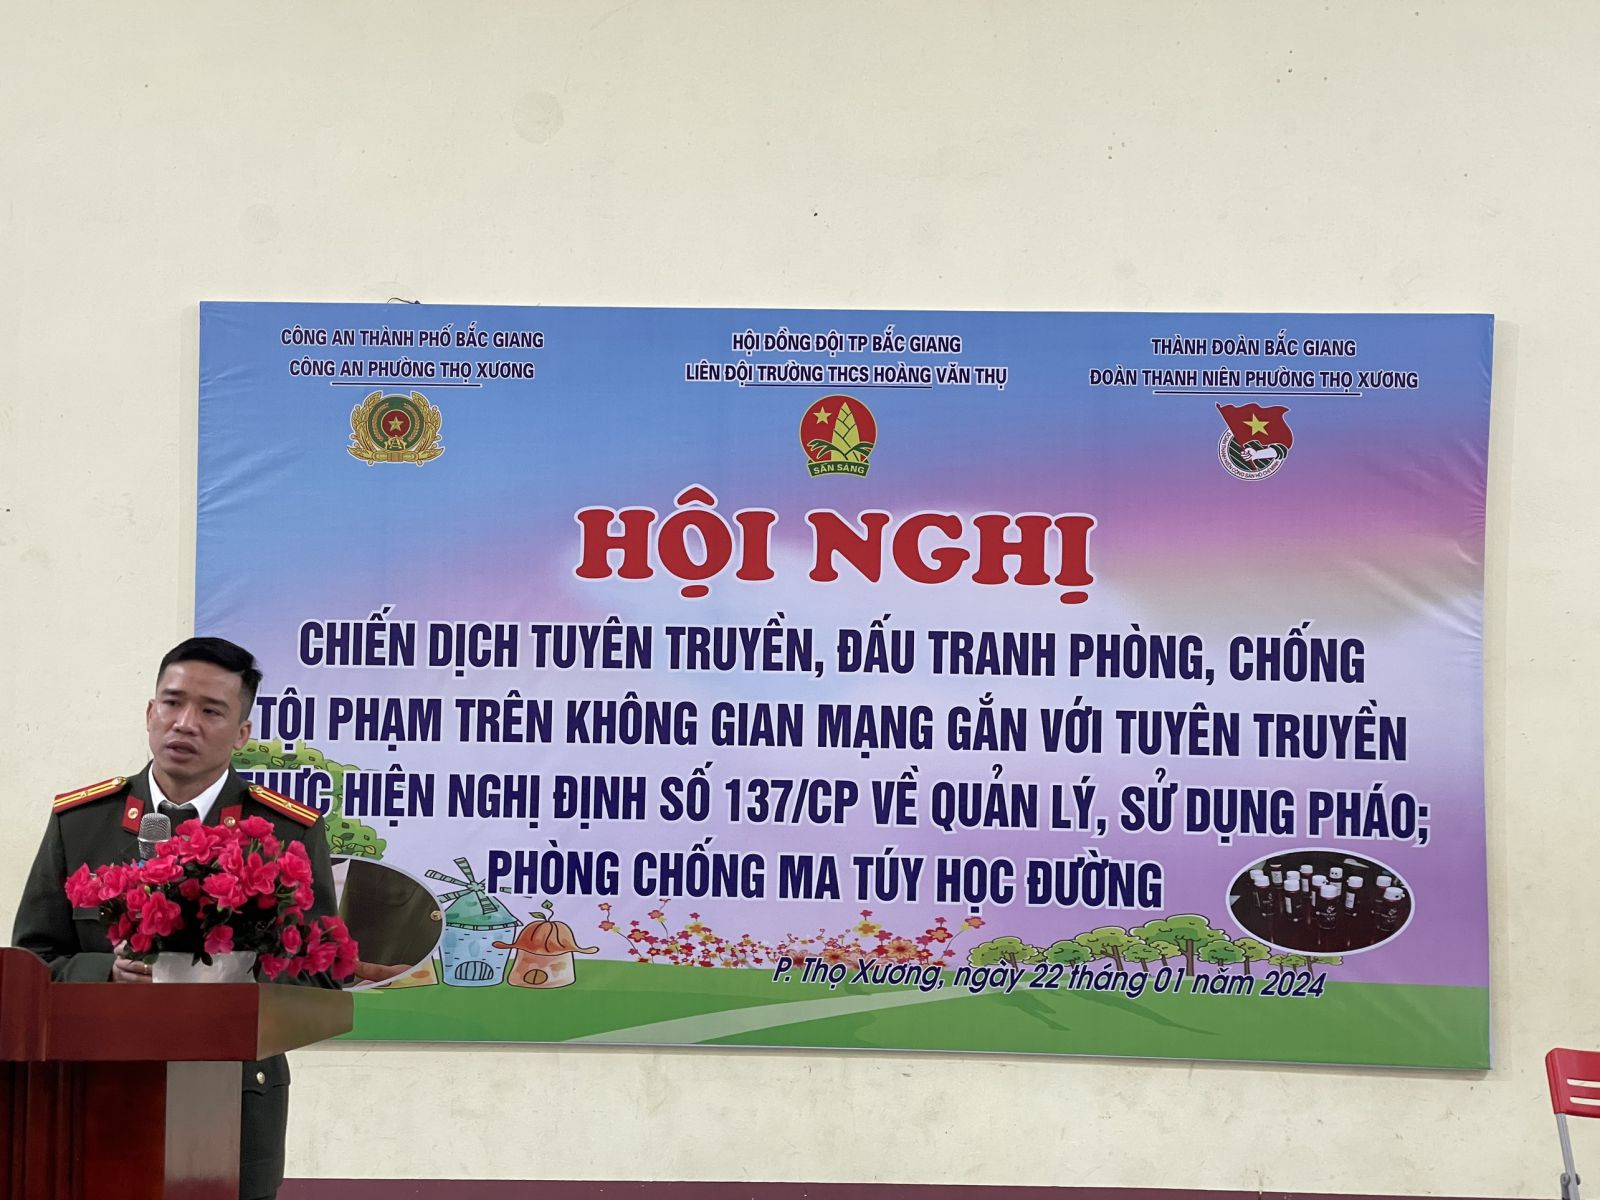 CÔNG AN THÀNH PHỐ BẮC GIANG
CÔNG AN PHƯỜNG THỌ XƯƠNG
HỘI ĐỒNG ĐỘI TP BẮC GIANG
LIÊN ĐỘI TRƯỜNG THCS HOÀNG VĂN THỤ
SẴN SÀNG
THÀNH ĐOÀN BẮC GIANG
ĐOÀN THANH NIÊN PHƯỜNG THỌ XƯƠNG
HỘI NGHỊ
CHIẾN DỊCH TUYÊN TRUYỀN, ĐẤU TRANH PHÒNG, CHỐNG
TỘI PHẠM TRÊN KHÔNG GIAN MẠNG GẮN VỚI TUYÊN TRUYỀN
THỰC HIỆN NGHỊ ĐỊNH SỐ 137/CP VỀ QUẢN LÝ, SỬ DỤNG PHÁO;
PHÒNG CHỐNG MA TÚY HỌC ĐƯỜNG
P. Thọ Xương, ngày 22 tháng 01 năm 2024